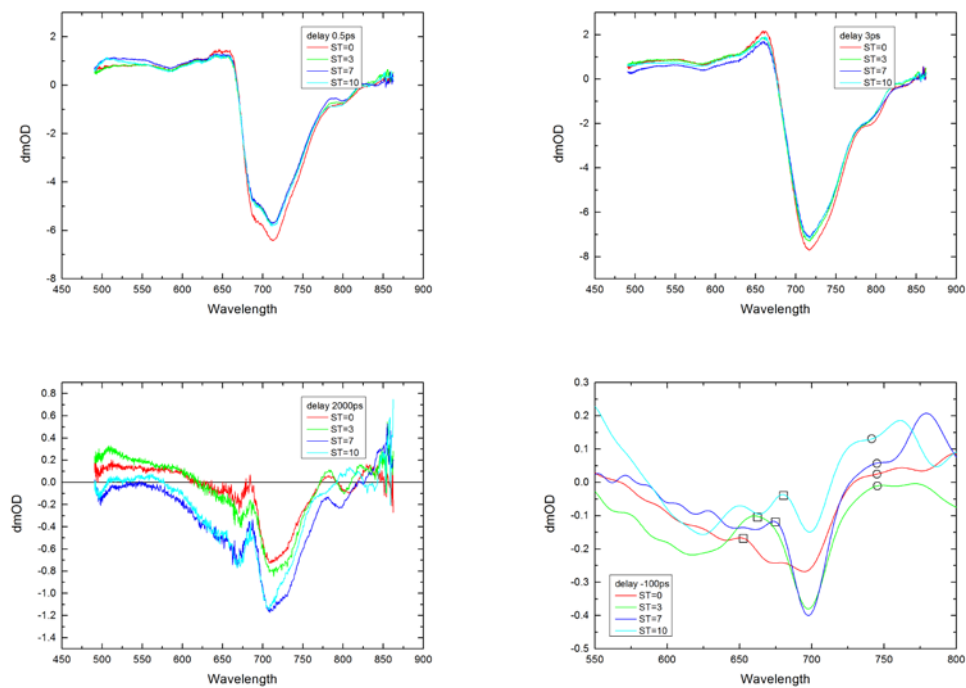 delay 0.5ps
ST=0
ST=3
ST=7
ST=10
2
0
-2
-4
-6
-8
dmOD
450 500 550 600 650 700 750 800 850 900
Wavelength
delay 3ps
ST=0
ST=3
ST=7
ST=10
2
0
-2
-4
-6
-8
dmOD
450 500 550 600 650 700 750 800 850 900
Wavelength
delay 2000ps
ST=0
ST=3
ST=7
ST=10
0.8
0.6
0.4
0.2
0.0
-0.2
-0.4
-0.6
-0.8
-1.0
-1.2
-1.4
dmOD
450 500 550 600 650 700 750 800 850 900
Wavelength
0.3
0.2
0.1
0.0
-0.1
-0.2
-0.3
-0.4
-0.5
dmOD
delay -100ps
ST=0
ST=3
ST=7
ST=10
550 600 650 700 750 800
Wavelength